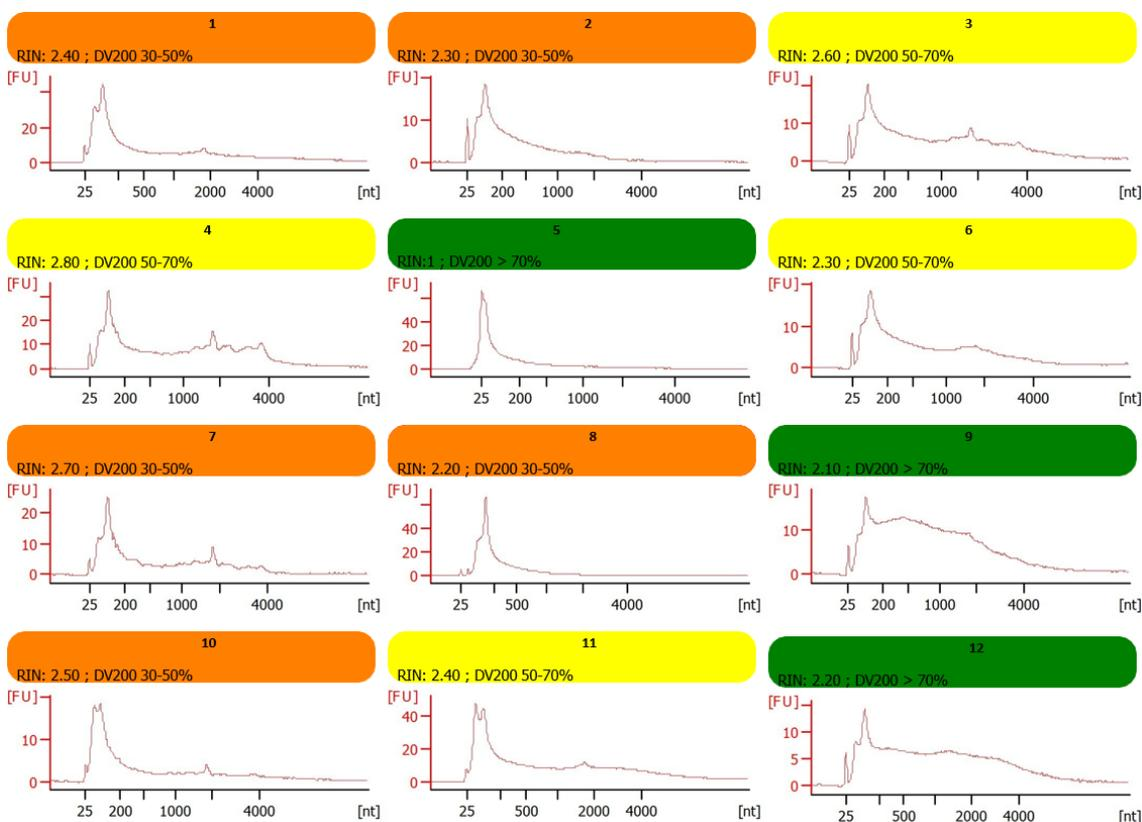 1
RIN: 2.40 ; DV200 30-50%
[FU]
20
0
25 500 2000 4000 [nt]
2
RIN: 2.30 ; DV200 30-50%
[FU]
10
0
25 200 1000 4000 [nt]
3
RIN: 2.60 ; DV200 50-70%
[FU]
10
0
25 200 1000 4000 [nt]
4
RIN: 2.80 ; DV200 50-70%
[FU]
20
10
0
25 200 1000 4000 [nt]
5
RIN:1 ; DV200 > 70%
[FU]
40
20
0
25 200 1000 4000 [nt]
6
RIN: 2.30 ; DV200 50-70%
[FU]
10
0
25 200 1000 4000 [nt]
7
RIN: 2.70 ; DV200 30-50%
[FU]
20
10
0
25 200 1000 4000 [nt]
8
RIN: 2.20 ; DV200 30-50%
[FU]
40
20
0
25 500 4000 [nt]
9
RIN: 2.10 ; DV200 > 70%
[FU]
10
0
25 200 1000 4000 [nt]
10
RIN: 2.50 ; DV200 30-50%
[FU]
10
0
25 200 1000 4000 [nt]
11
RIN: 2.40 ; DV200 50-70%
[FU]
40
20
0
25 500 2000 4000 [nt]
12
RIN: 2.20 ; DV200 > 70%
[FU]
10
5
0
25 500 2000 4000 [nt]